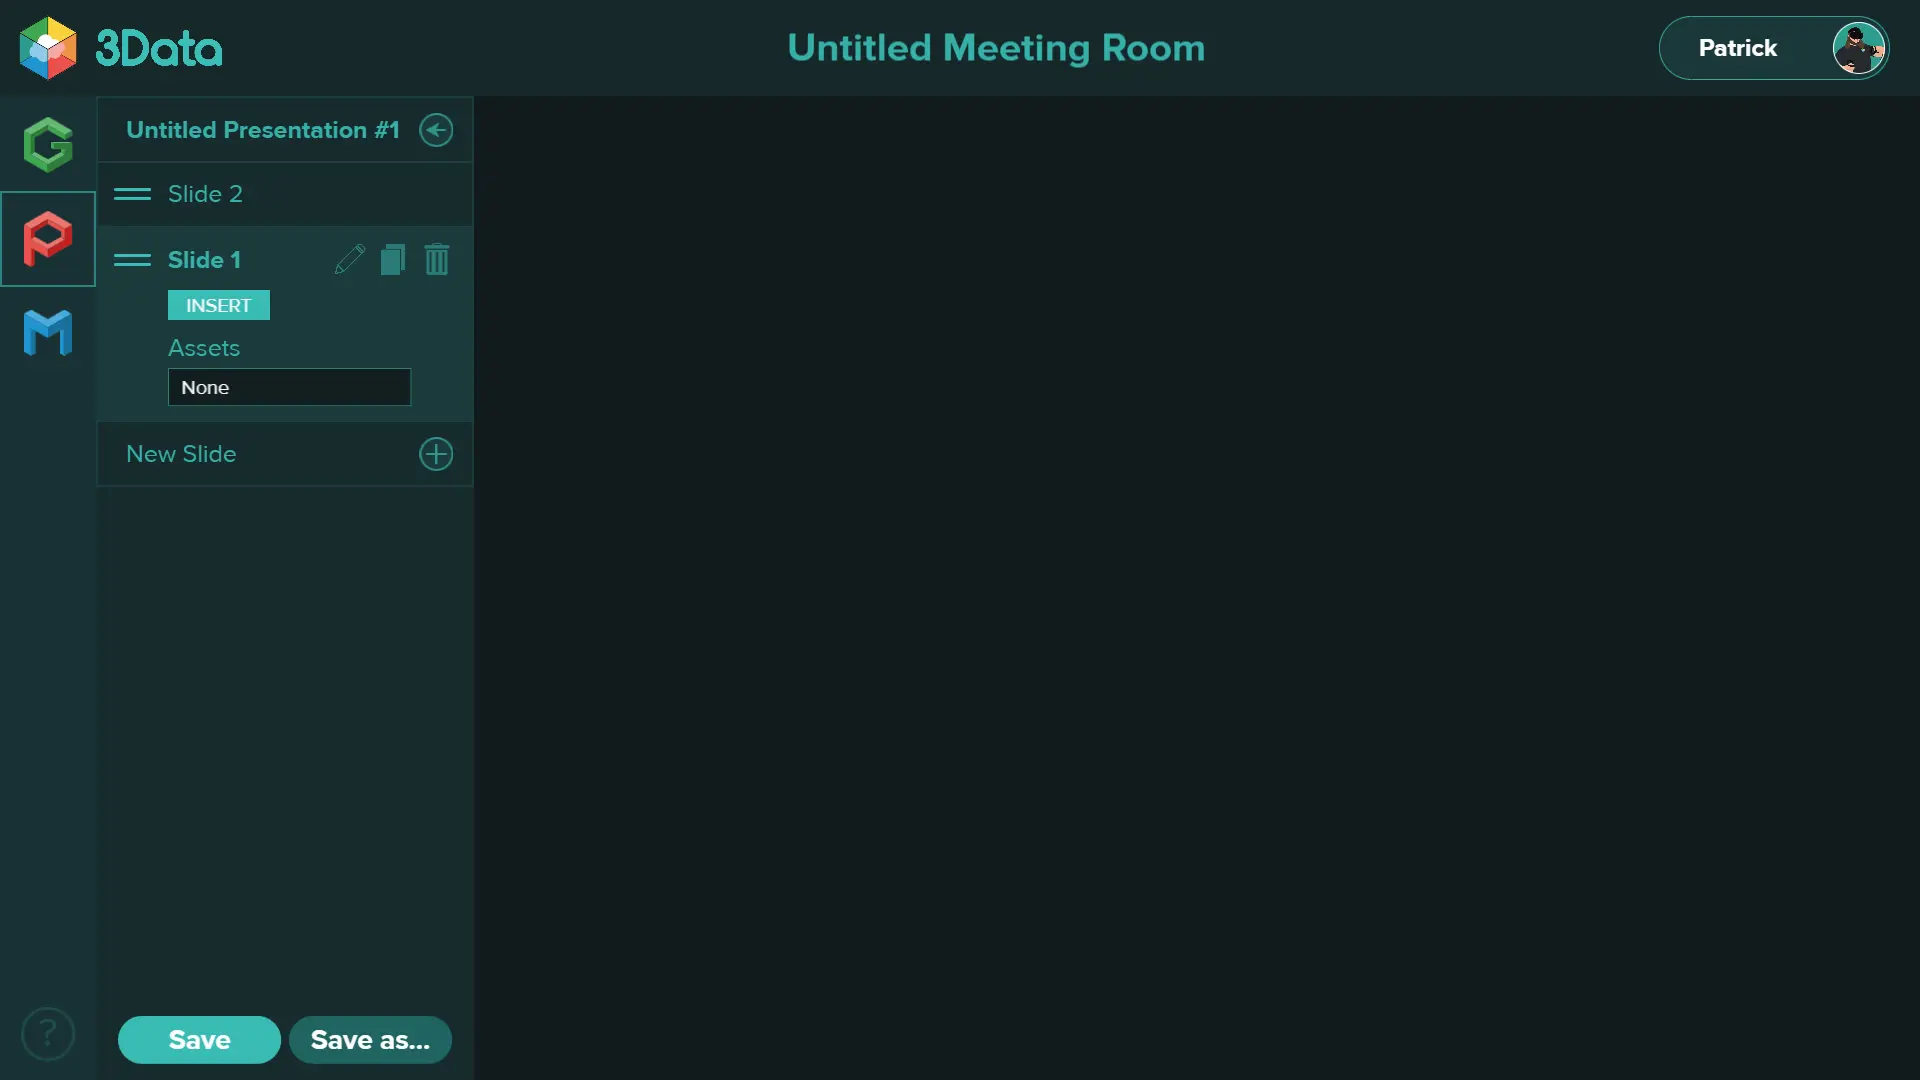 3Data
Untitled Meeting Room
Patrick
Untitled Presentation #1
Slide 2
Slide 1
INSERT
Assets
None
New Slide
?
Save
Save as...